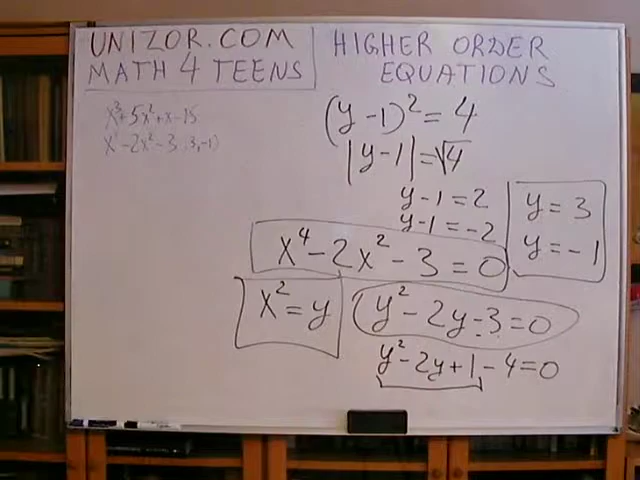 UNIZOR.COM
MATH 4 TEENS
HIGHER ORDER
EQUATIONS
x³+5x²+x-15
x⁴-2x²-3 3,-1)
(y-1)² = 4
|y-1| = √4
y-1 = 2
y-1 = -2
y = 3
y = -1
x⁴ - 2x² - 3 = 0
x² = y
y² - 2y - 3 = 0
y² - 2y + 1 - 4 = 0